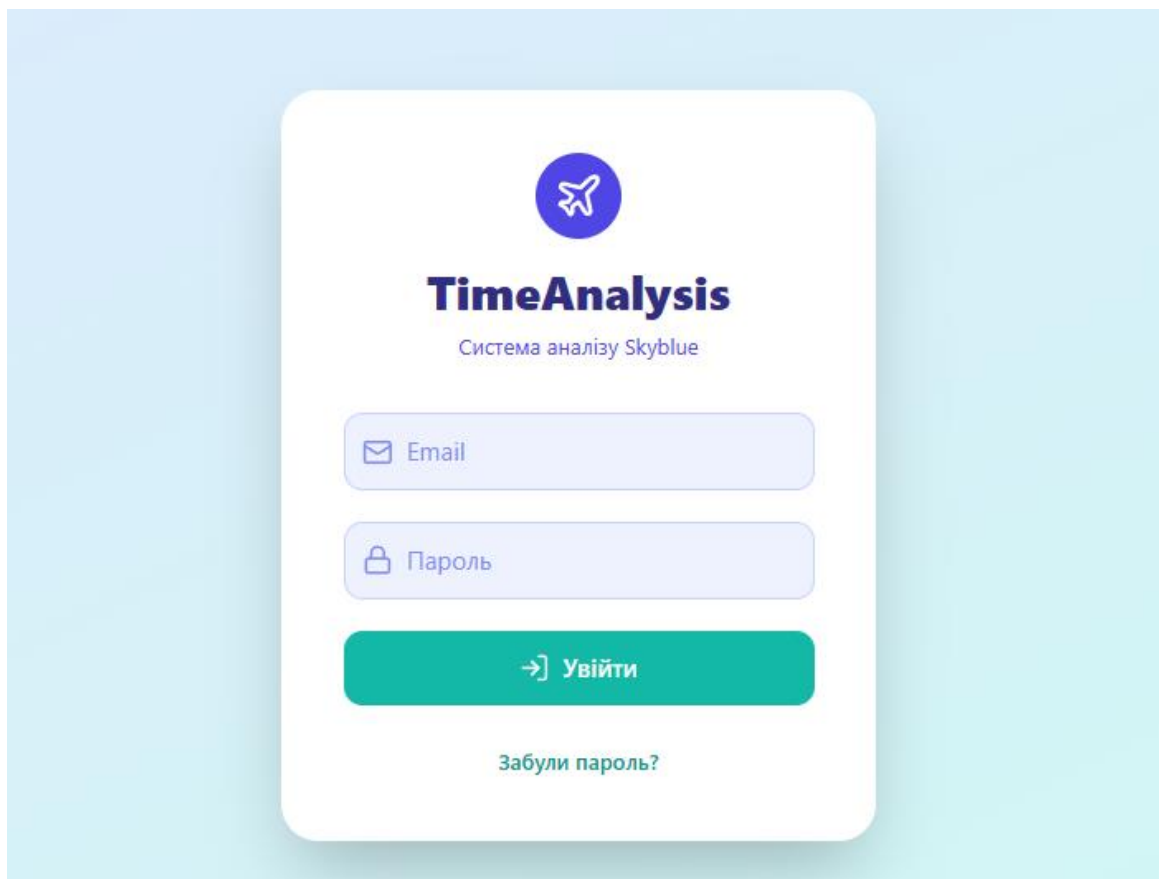 TimeAnalysis
Система аналізу Skyblue
Email
Пароль
Увійти
Забули пароль?